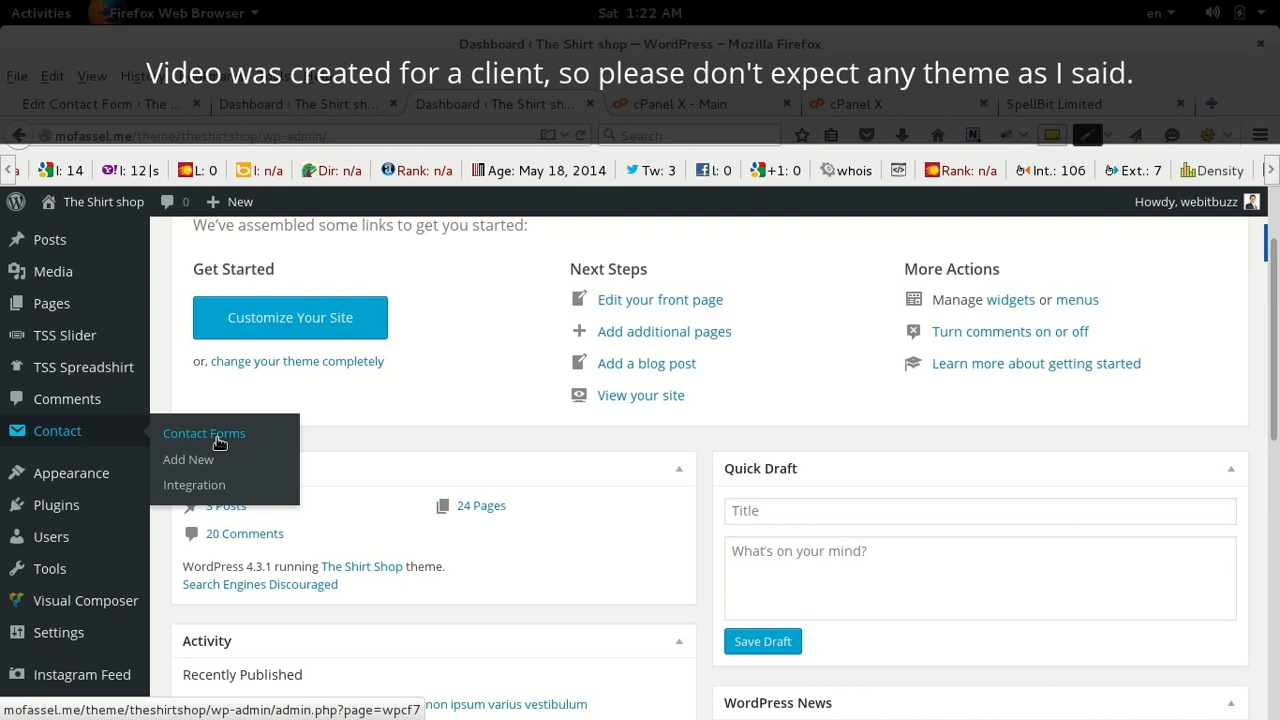 Activities Firefox Web Browser Sat 1:22 AM en
Dashboard ‹ The Shirt shop — WordPress – Mozilla Firefox
Video was created for a client, so please don't expect any theme as I said.
File Edit View
Edit Contact Form ‹ The ... × Dashboard ‹ The Shirt sh... × Dashboard ‹ The Shirt sh... × cPanel X - Main × cPanel X × SpellBit Limited ×
mofassel.me/theme/theshirtshop/wp-admin/ Search
I: 14 I: 12|s L: 0 I: n/a Dir: n/a Rank: n/a Age: May 18, 2014 Tw: 3 l: 0 +1: 0 whois Rank: n/a Int.: 106 Ext.: 7 Density
The Shirt shop 0 New Howdy, webitbuzz
We've assembled some links to get you started:
Posts
Media
Pages
TSS Slider
TSS Spreadshirt
Comments
Contact
Appearance
Plugins
Users
Tools
Visual Composer
Settings
Instagram Feed
Contact Forms
Add New
Integration
Get Started
Customize Your Site
or, change your theme completely
Next Steps
Edit your front page
Add additional pages
Add a blog post
View your site
More Actions
Manage widgets or menus
Turn comments on or off
Learn more about getting started
3 Posts 24 Pages
20 Comments
WordPress 4.3.1 running The Shirt Shop theme.
Search Engines Discouraged
Activity
Recently Published
non ipsum varius vestibulum
Quick Draft
Title
What's on your mind?
Save Draft
WordPress News
mofassel.me/theme/theshirtshop/wp-admin/admin.php?page=wpcf7